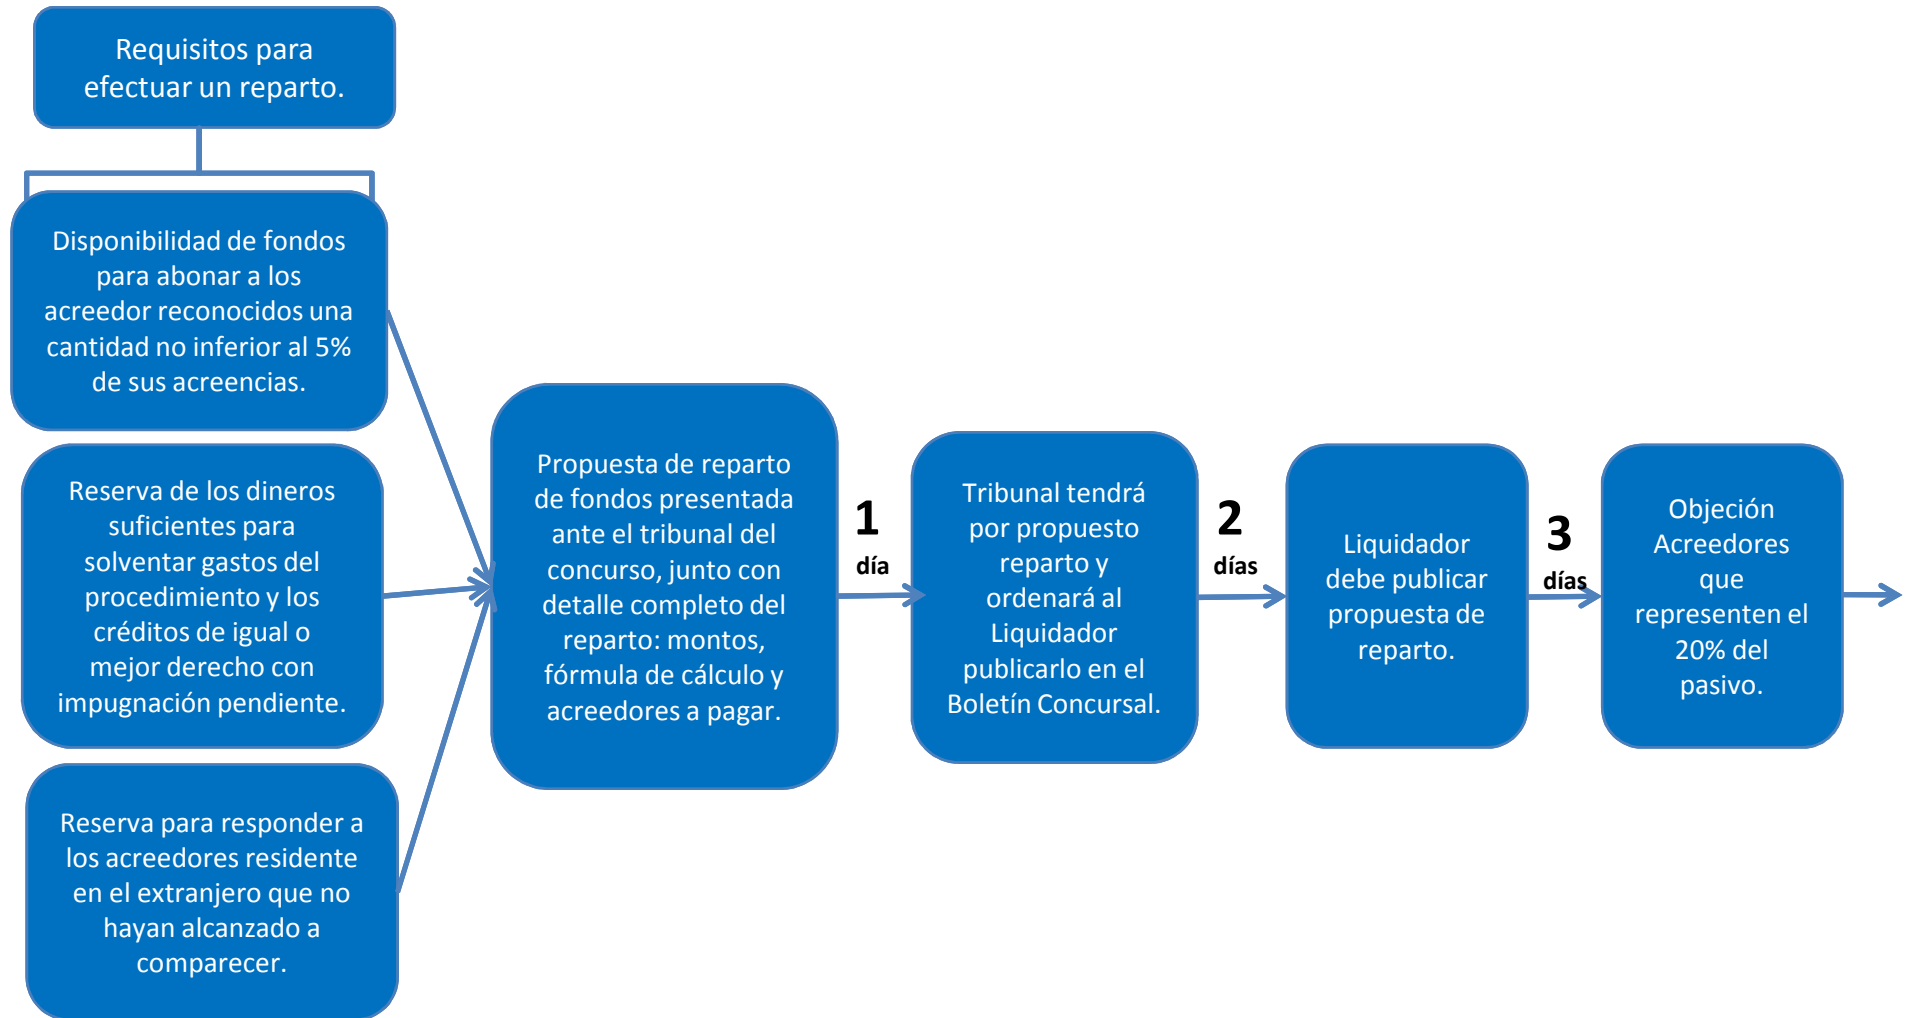 Requisitos para
efectuar un reparto.
Disponibilidad de fondos
para abonar a los
acreedor reconocidos una
cantidad no inferior al 5%
de sus acreencias.
Reserva de los dineros
suficientes para
solventar gastos del
procedimiento y los
créditos de igual o
mejor derecho con
impugnación pendiente.
Reserva para responder a
los acreedores residente
en el extranjero que no
hayan alcanzado a
comparecer.
Propuesta de reparto
de fondos presentada
ante el tribunal del
concurso, junto con
detalle completo del
reparto: montos,
fórmula de cálculo y
acreedores a pagar.
1
día
Tribunal tendrá
por propuesto
reparto y
ordenará al
Liquidador
publicarlo en el
Boletín Concursal.
2
días
Liquidador
debe publicar
propuesta de
reparto.
3
días
Objeción
Acreedores
que
representen el
20% del
pasivo.